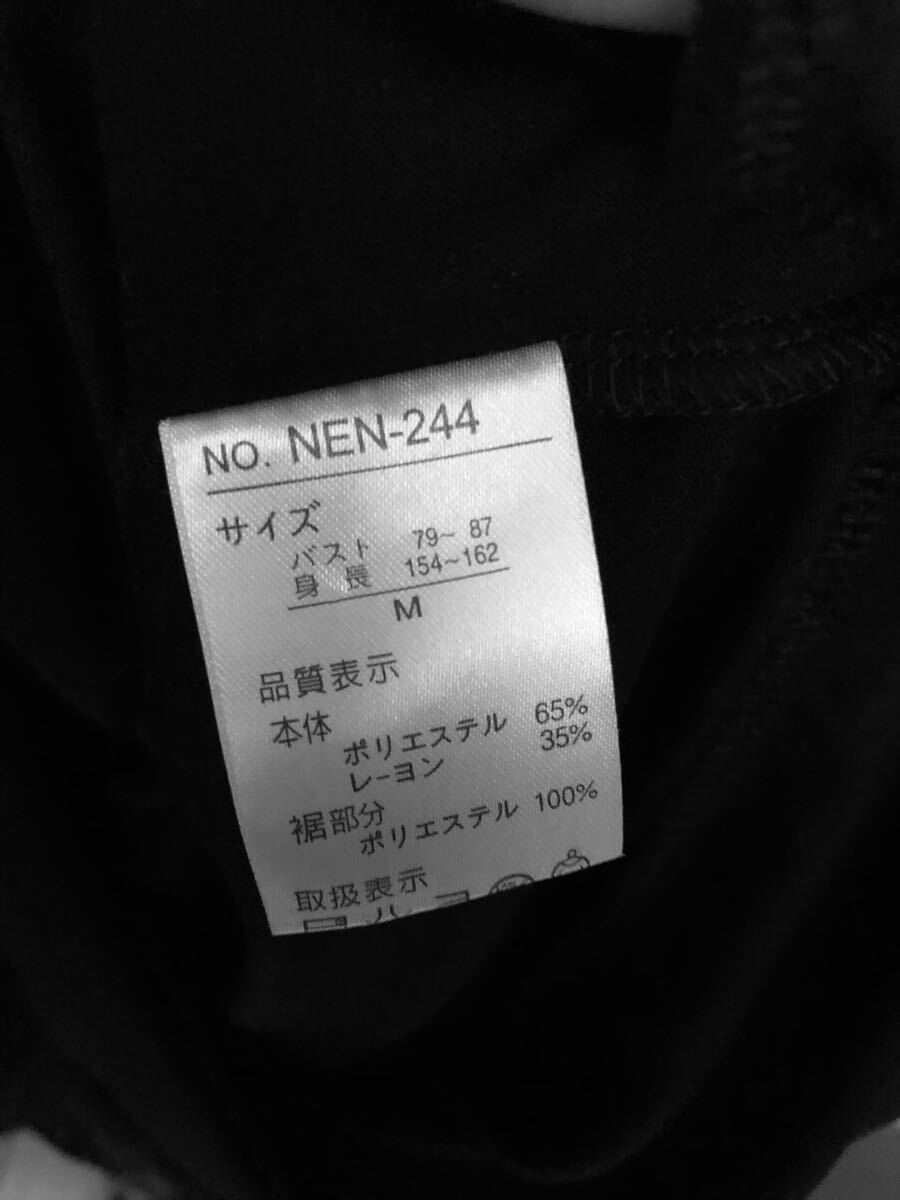 NO. NEN-244
サイズ
バスト 79~ 87
身 長 154~162
M
品質表示
本体
ポリエステル 65%
レーヨン 35%
裾部分
ポリエステル 100%
取扱表示